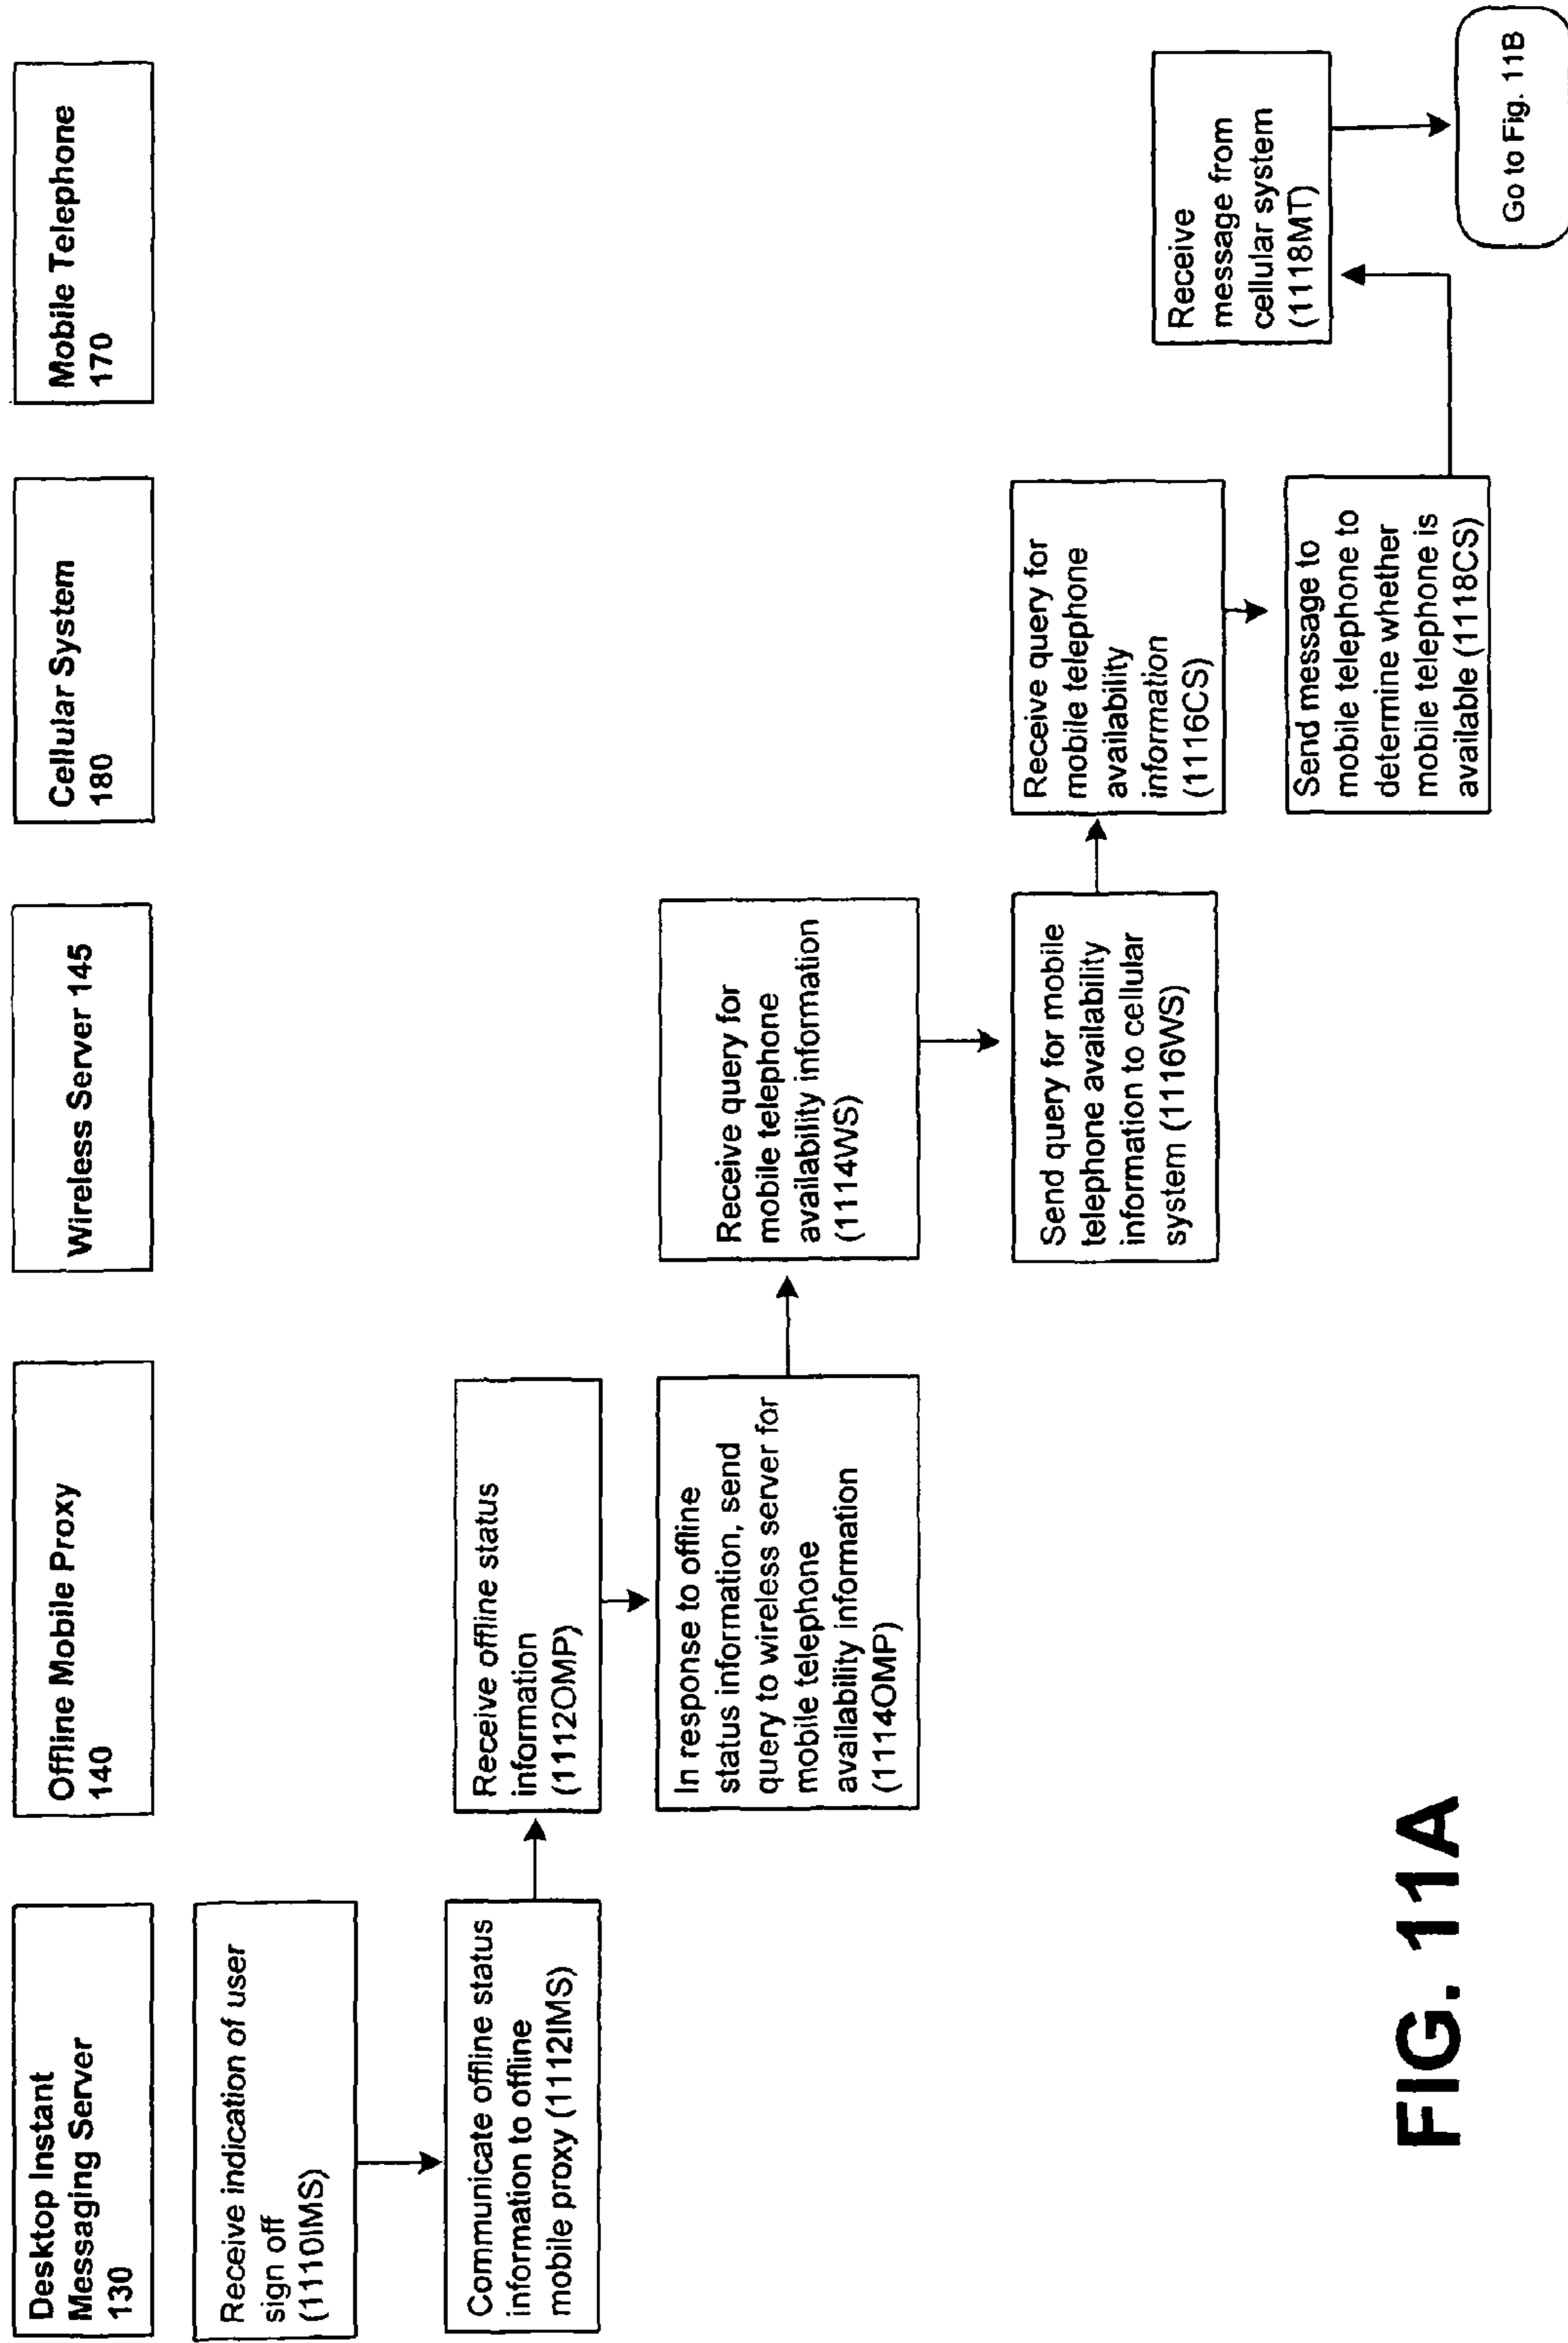 Desktop Instant
Messaging Server
130
Offline Mobile Proxy
140
Wireless Server 145
Cellular System
180
Mobile Telephone
170
Receive indication of user
sign off
(1110IMS)
Communicate offline status
information to offline
mobile proxy (1112IMS)
Receive offline status
information
(1112OMP)
In response to offline
status information, send
query to wireless server for
mobile telephone
availability information
(1114OMP)
Receive query for
mobile telephone
availability information
(1114WS)
Send query for mobile
telephone availability
information to cellular
system (1116WS)
Receive query for
mobile telephone
availability
information
(1116CS)
Send message to
mobile telephone to
determine whether
mobile telephone is
available (1118CS)
Receive
message from
cellular system
(1118MT)
Go to Fig. 11B
FIG. 11A